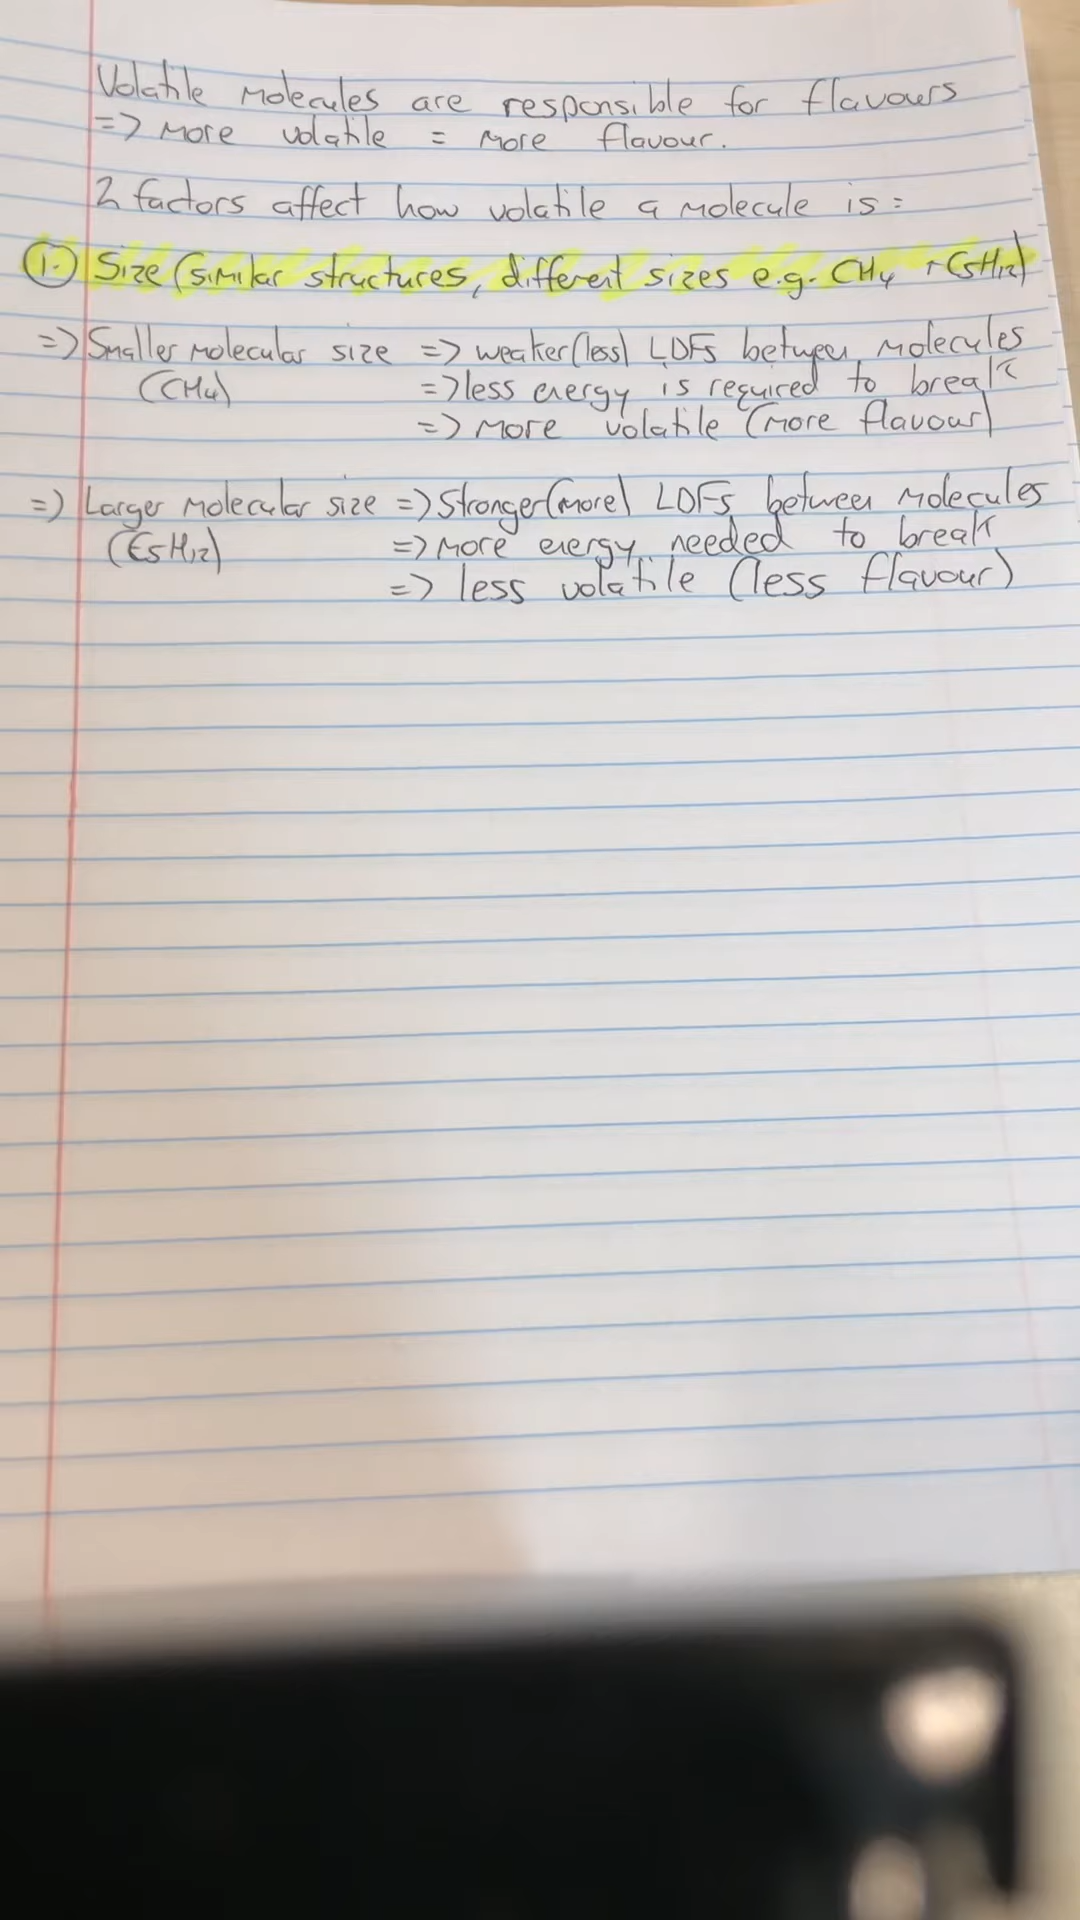 Volatile molecules are responsible for flavours
=> more volatile = more flavour.
2 factors affect how volatile a molecule is:
1.) Size (similar structures, different sizes e.g. CH4 + C5H12)
=> Smaller molecular size => weaker (less) LDFs between molecules
(CH4) => less energy is required to break
=> more volatile (more flavour)
=> Larger molecular size => Stronger (more) LDFs between molecules
(C5H12) => more energy needed to break
=> less volatile (less flavour)